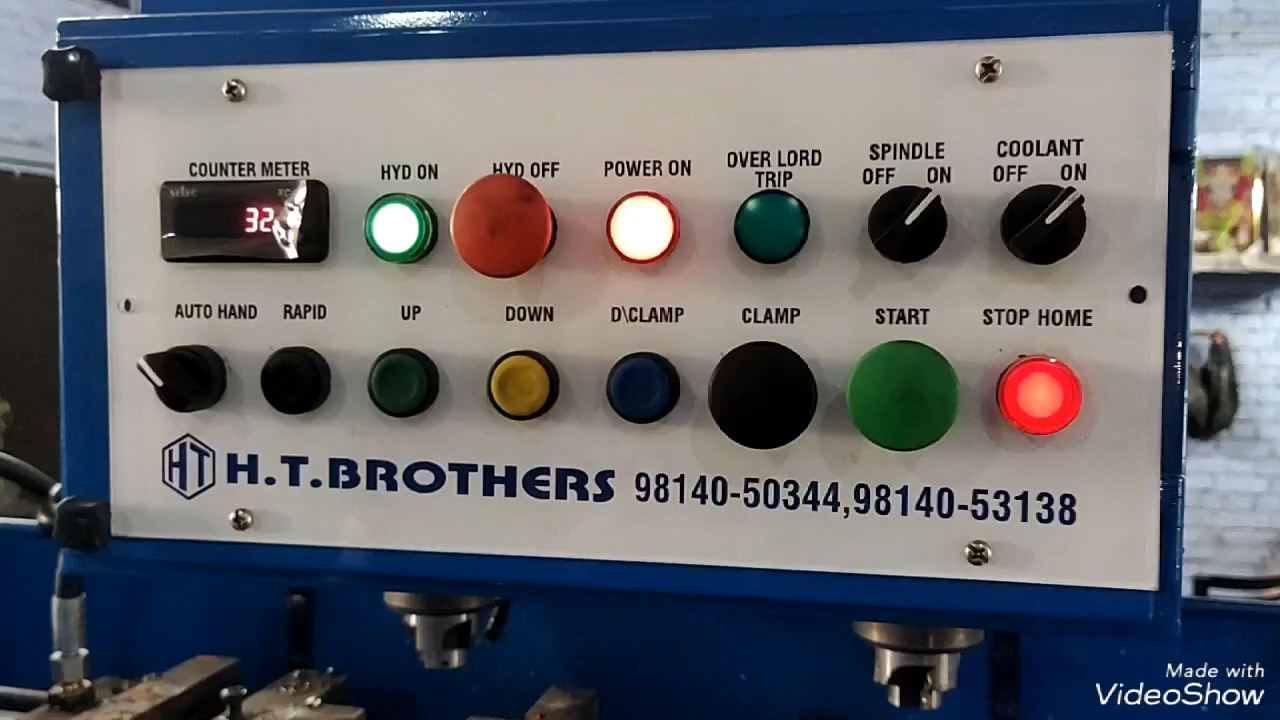 COUNTER METER
HYD ON
HYD OFF
POWER ON
OVER LORD
TRIP
SPINDLE
OFF ON
COOLANT
OFF ON
selec
32
AUTO HAND
RAPID
UP
DOWN
D\CLAMP
CLAMP
START
STOP HOME
HT H.T.BROTHERS 98140-50344,98140-53138
Made with
VideoShow